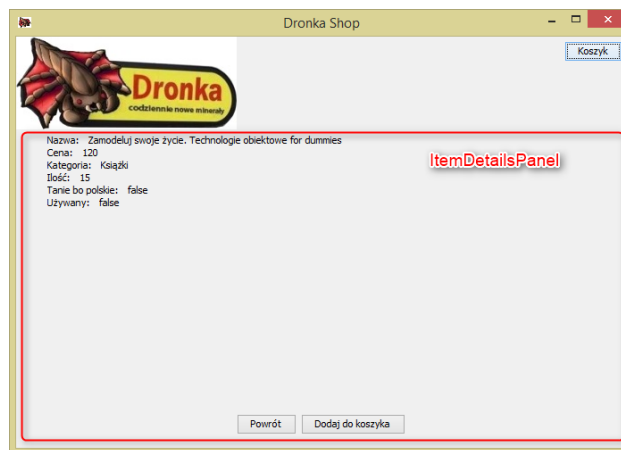 Dronka Shop
Koszyk
Dronka
codziennie nowe minerały
Nazwa: Zamodeluj swoje życie. Technologie obiektowe for dummies
Cena: 120
ItemDetailsPanel
Kategoria: Książki
Ilość: 15
Tanie bo polskie: false
Używany: false
Powrót Dodaj do koszyka